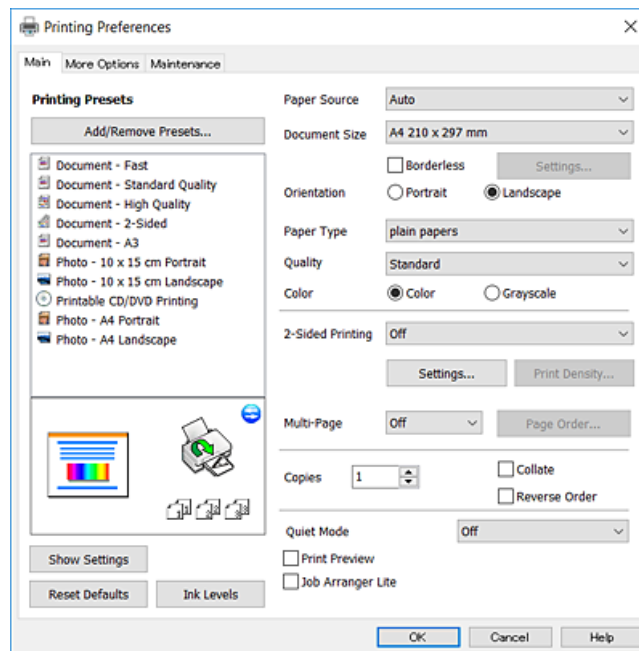 Printing Preferences
Main More Options Maintenance
Printing Presets
Add/Remove Presets...
Document - Fast
Document - Standard Quality
Document - High Quality
Document - 2-Sided
Document - A3
Photo - 10 x 15 cm Portrait
Photo - 10 x 15 cm Landscape
Printable CD/DVD Printing
Photo - A4 Portrait
Photo - A4 Landscape
Show Settings
Reset Defaults Ink Levels
Paper Source Auto
Document Size A4 210 x 297 mm
Borderless Settings...
Orientation Portrait Landscape
Paper Type plain papers
Quality Standard
Color Color Grayscale
2-Sided Printing Off
Settings... Print Density...
Multi-Page Off Page Order...
Copies 1 Collate
Reverse Order
Quiet Mode Off
Print Preview
Job Arranger Lite
OK Cancel Help